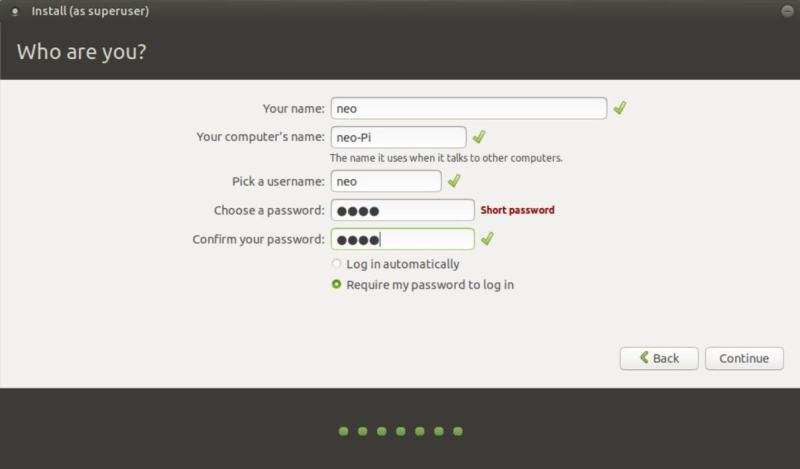 Install (as superuser)
Who are you?
Your name: neo
Your computer's name: neo-Pi
The name it uses when it talks to other computers.
Pick a username: neo
Choose a password: ●●●● Short password
Confirm your password: ●●●●
Log in automatically
Require my password to log in
Back Continue